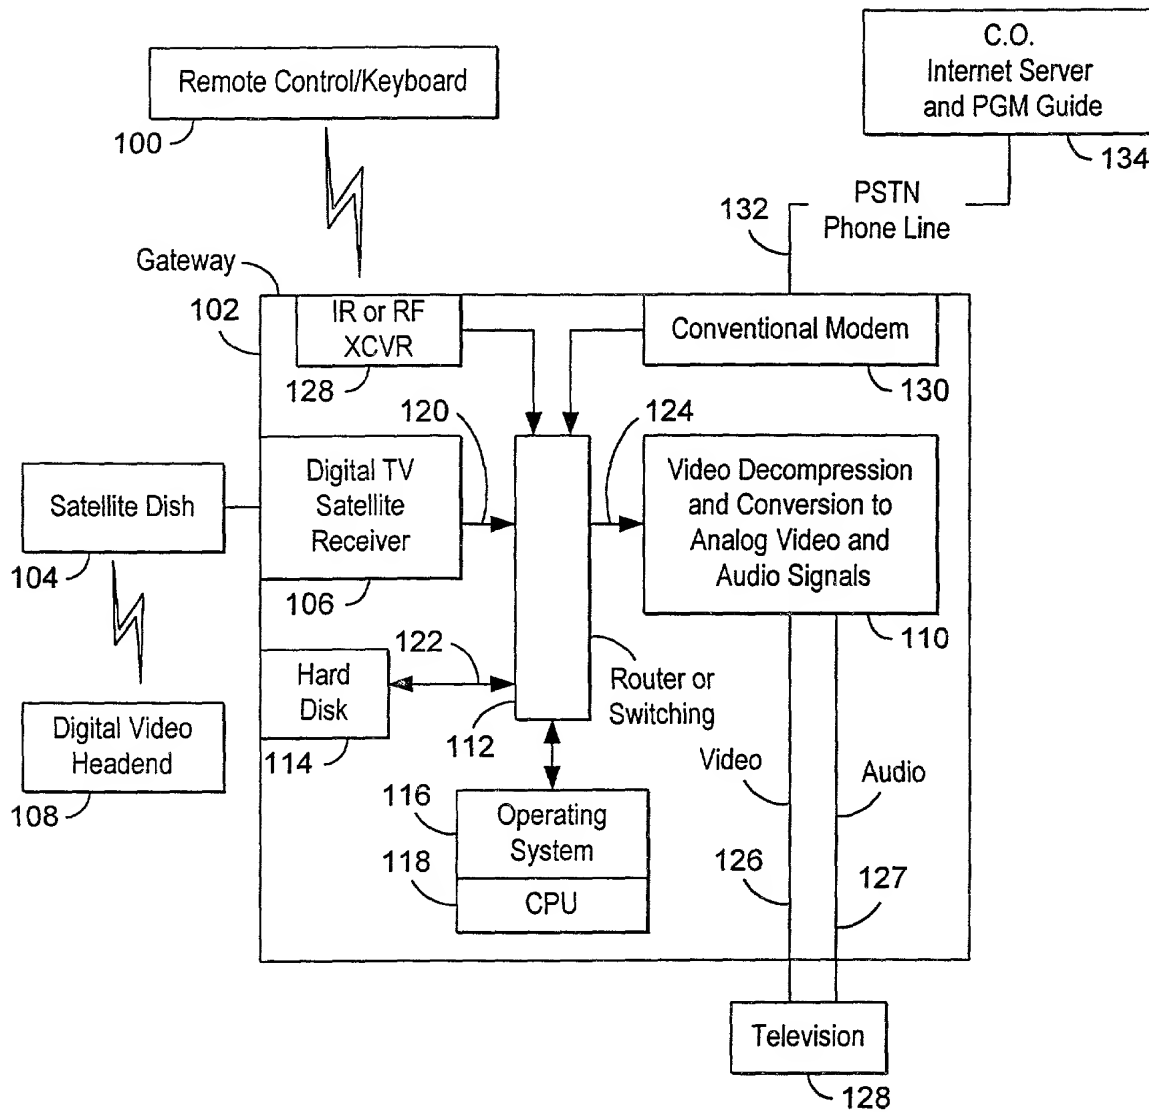 C.O.
Internet Server
and PGM Guide
134
Remote Control/Keyboard
100
PSTN
Phone Line
132
Gateway
102
IR or RF
XCVR
128
Conventional Modem
130
120
124
Satellite Dish
104
Digital TV
Satellite
Receiver
106
Video Decompression
and Conversion to
Analog Video and
Audio Signals
110
122
Hard
Disk
114
112
Router or
Switching
Digital Video
Headend
108
Video
Audio
116
Operating
System
118
CPU
126
127
Television
128